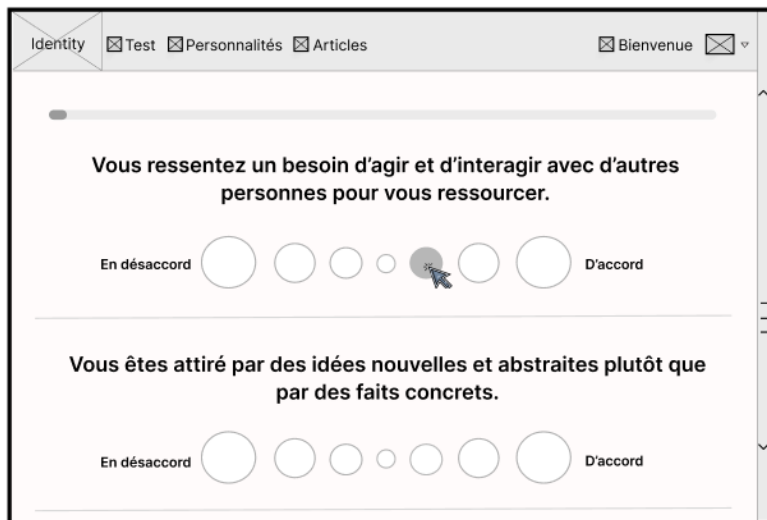 Identity Test Personnalités Articles Bienvenue
Vous ressentez un besoin d’agir et d’interagir avec d’autres
personnes pour vous ressourcer.
En désaccord D’accord
Vous êtes attiré par des idées nouvelles et abstraites plutôt que
par des faits concrets.
En désaccord D’accord